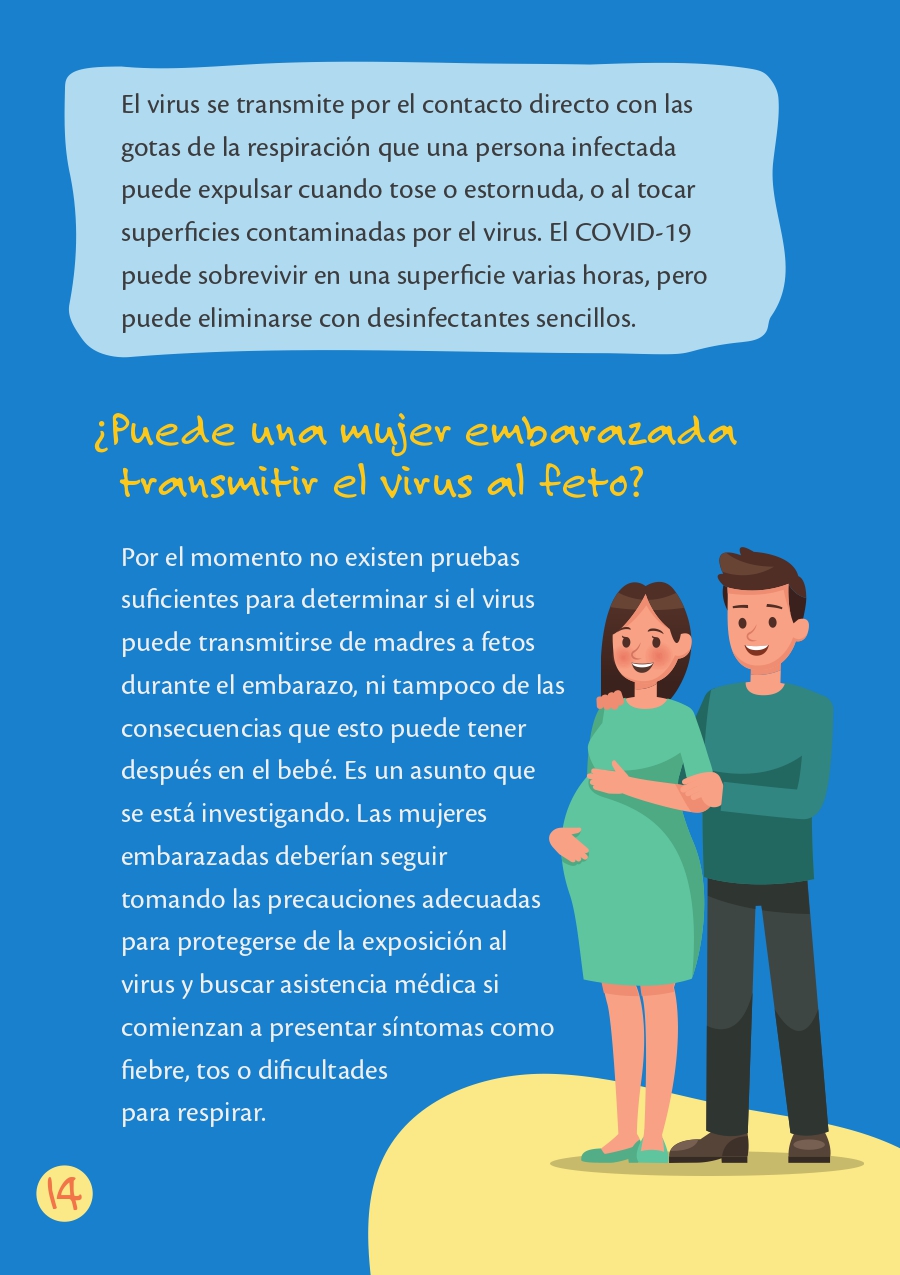 El virus se transmite por el contacto directo con las
gotas de la respiración que una persona infectada
puede expulsar cuando tose o estornuda, o al tocar
superficies contaminadas por el virus. El COVID-19
puede sobrevivir en una superficie varias horas, pero
puede eliminarse con desinfectantes sencillos.
¿Puede una mujer embarazada
transmitir el virus al feto?
Por el momento no existen pruebas
suficientes para determinar si el virus
puede transmitirse de madres a fetos
durante el embarazo, ni tampoco de las
consecuencias que esto puede tener
después en el bebé. Es un asunto que
se está investigando. Las mujeres
embarazadas deberían seguir
tomando las precauciones adecuadas
para protegerse de la exposición al
virus y buscar asistencia médica si
comienzan a presentar síntomas como
fiebre, tos o dificultades
para respirar.
14